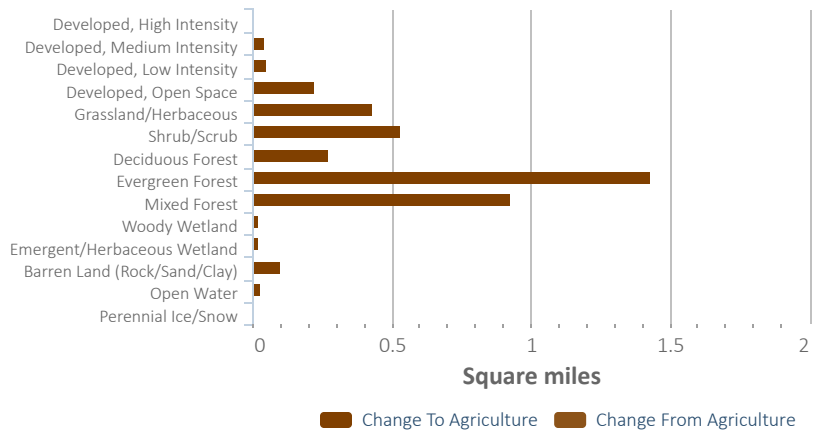 Developed, High Intensity
Developed, Medium Intensity
Developed, Low Intensity
Developed, Open Space
Grassland/Herbaceous
Shrub/Scrub
Deciduous Forest
Evergreen Forest
Mixed Forest
Woody Wetland
Emergent/Herbaceous Wetland
Barren Land (Rock/Sand/Clay)
Open Water
Perennial Ice/Snow
0 0.5 1 1.5 2
Square miles
Change To Agriculture Change From Agriculture